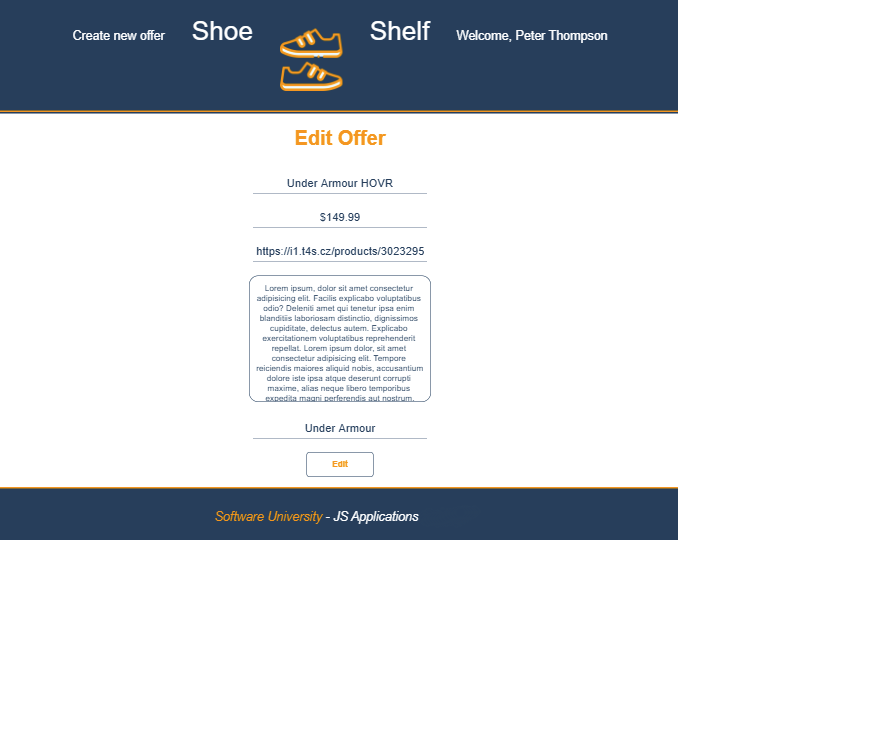 Create new offer Shoe Shelf Welcome, Peter Thompson
Edit Offer
Under Armour HOVR
$149.99
https://i1.t4s.cz/products/3023295
Lorem ipsum, dolor sit amet consectetur
adipisicing elit. Facilis explicabo voluptatibus
odio? Deleniti amet qui tenetur ipsa enim
blanditiis laboriosam distinctio, dignissimos
cupiditate, delectus autem. Explicabo
exercitationem voluptatibus reprehenderit
repellat. Lorem ipsum dolor, sit amet
consectetur adipisicing elit. Tempore
reiciendis maiores aliquid nobis, accusantium
dolore iste ipsa atque deserunt corrupti
maxime, alias neque libero temporibus
expedita magni perferendis aut nostrum.
Under Armour
Edit
Software University - JS Applications